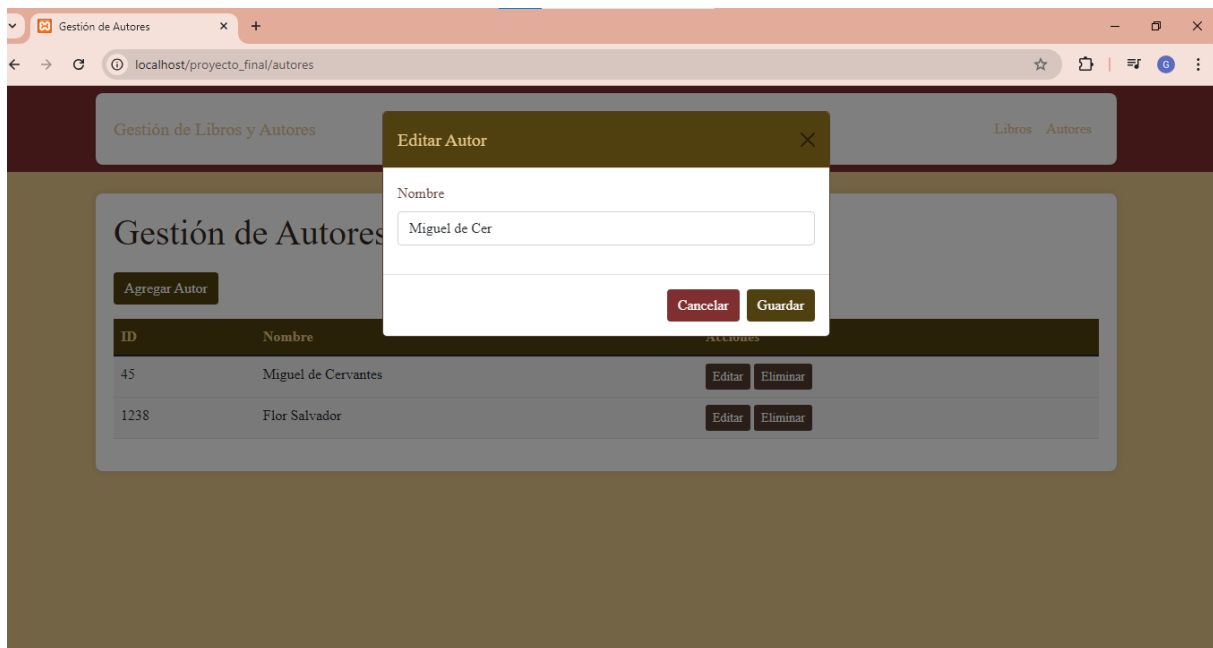 Gestión de Autores
localhost/proyecto_final/autores
G
Gestión de Libros y Autores
Libros Autores
Editar Autor
Nombre
Miguel de Cer
Cancelar Guardar
Gestión de Autores
Agregar Autor
ID Nombre Acciones
45 Miguel de Cervantes Editar Eliminar
1238 Flor Salvador Editar Eliminar